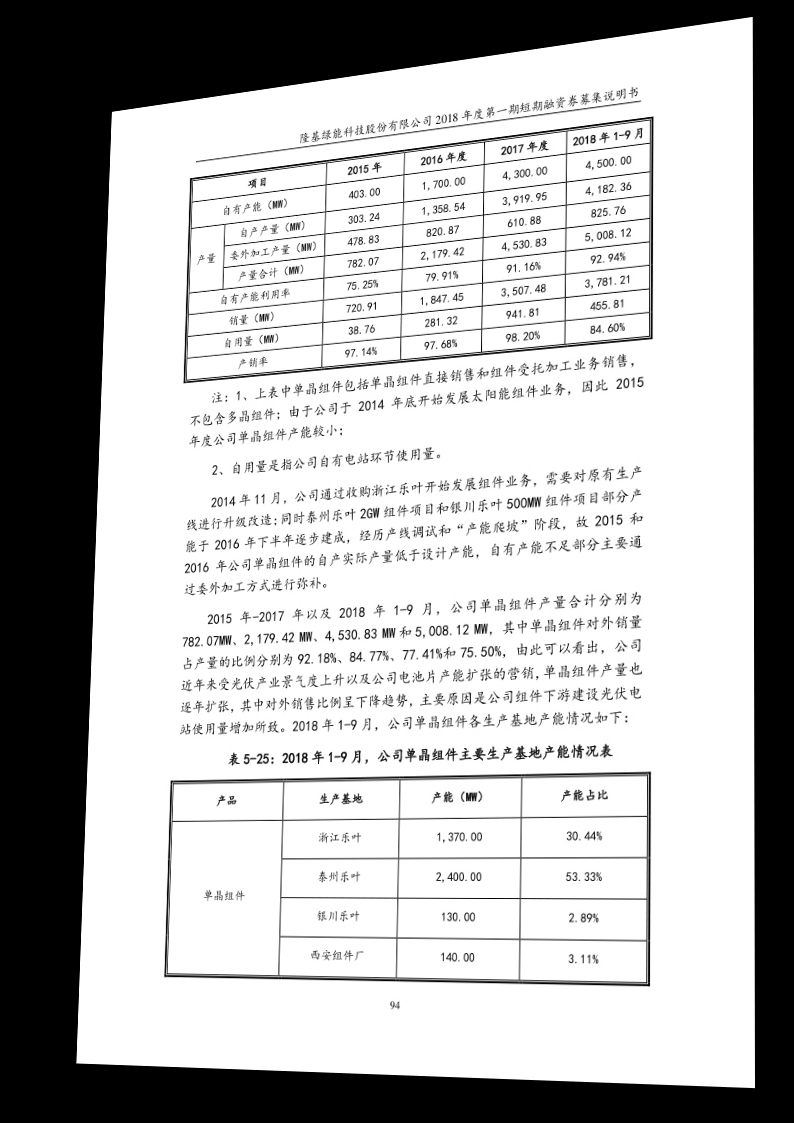 隆基绿能科技股份有限公司 2018 年度第一期短期融资券募集说明书
项目 2015 年 2016 年度 2017 年度 2018 年 1-9 月
自有产能（MW） 403.00 1,700.00 4,300.00 4,500.00
产量 自产产量（MW） 303.24 1,358.54 3,919.95 4,182.36
委外加工产量（MW） 478.83 820.87 610.88 825.76
产量合计（MW） 782.07 2,179.42 4,530.83 5,008.12
自有产能利用率 75.25% 79.91% 91.16% 92.94%
销量（MW） 720.91 1,847.45 3,507.48 3,781.21
自用量（MW） 38.76 281.32 941.81 455.81
产销率 97.14% 97.68% 98.20% 84.60%
注：1、上表中单晶组件包括单晶组件直接销售和组件受托加工业务销售，
不包含多晶组件；由于公司于 2014 年底开始发展太阳能组件业务，因此 2015
年度公司单晶组件产能较小；
2、自用量是指公司自有电站环节使用量。
2014 年 11 月，公司通过收购浙江乐叶开始发展组件业务，需要对原有生产
线进行升级改造；同时泰州乐叶 2GW 组件项目和银川乐叶 500MW 组件项目部分产
能于 2016 年下半年逐步建成，经历产线调试和“产能爬坡”阶段，故 2015 和
2016 年公司单晶组件的自产实际产量低于设计产能，自有产能不足部分主要通
过委外加工方式进行弥补。
2015 年-2017 年以及 2018 年 1-9 月，公司单晶组件产量合计分别为
782.07MW、2,179.42 MW、4,530.83 MW 和 5,008.12 MW，其中单晶组件对外销量
占产量的比例分别为 92.18%、84.77%、77.41%和 75.50%，由此可以看出，公司
近年来受光伏产业景气度上升以及公司电池片产能扩张的营销，单晶组件产量也
逐年扩张，其中对外销售比例呈下降趋势，主要原因是公司组件下游建设光伏电
站使用量增加所致。2018 年 1-9 月，公司单晶组件各生产基地产能情况如下：
表 5-25：2018 年 1-9 月，公司单晶组件主要生产基地产能情况表
产品 生产基地 产能（MW） 产能占比
单晶组件 浙江乐叶 1,370.00 30.44%
泰州乐叶 2,400.00 53.33%
银川乐叶 130.00 2.89%
西安组件厂 140.00 3.11%
94